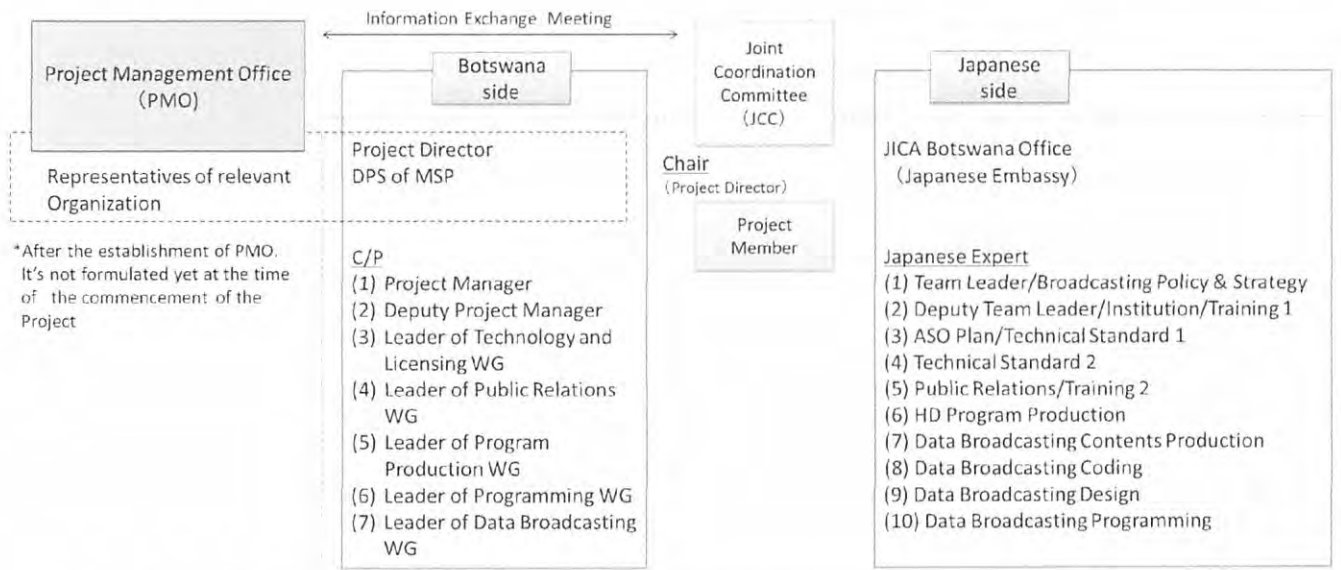 Information Exchange Meeting
Project Management Office
(PMO)
Representatives of relevant
Organization
*After the establishment of PMO.
It's not formulated yet at the time
of the commencement of the
Project
Botswana
side
Project Director
DPS of MSP
C/P
(1) Project Manager
(2) Deputy Project Manager
(3) Leader of Technology and
Licensing WG
(4) Leader of Public Relations
WG
(5) Leader of Program
Production WG
(6) Leader of Programming WG
(7) Leader of Data Broadcasting
WG
Joint
Coordination
Committee
(JCC)
Chair
(Project Director)
Project
Member
Japanese
side
JICA Botswana Office
(Japanese Embassy)
Japanese Expert
(1) Team Leader/Broadcasting Policy & Strategy
(2) Deputy Team Leader/Institution/Training 1
(3) ASO Plan/Technical Standard 1
(4) Technical Standard 2
(5) Public Relations/Training 2
(6) HD Program Production
(7) Data Broadcasting Contents Production
(8) Data Broadcasting Coding
(9) Data Broadcasting Design
(10) Data Broadcasting Programming